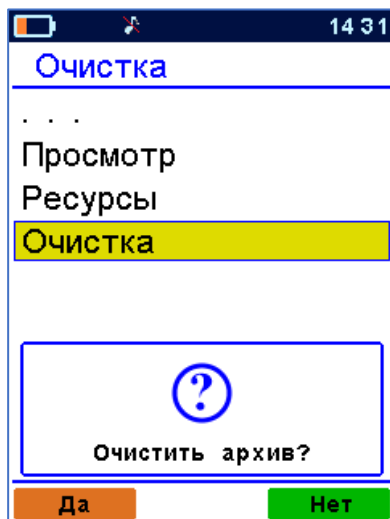 14 31
Очистка
. . .
Просмотр
Ресурсы
Очистка
?
Очистить архив?
Да Нет